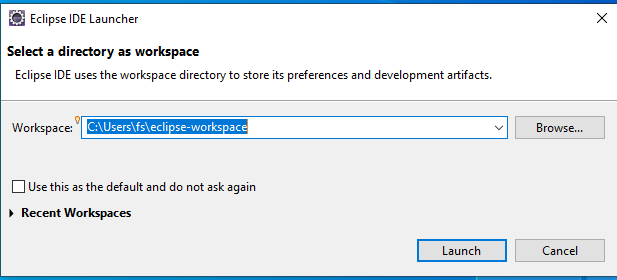 Eclipse IDE Launcher
Select a directory as workspace
Eclipse IDE uses the workspace directory to store its preferences and development artifacts.
Workspace: C:\Users\fs\eclipse-workspace Browse...
Use this as the default and do not ask again
Recent Workspaces
Launch Cancel